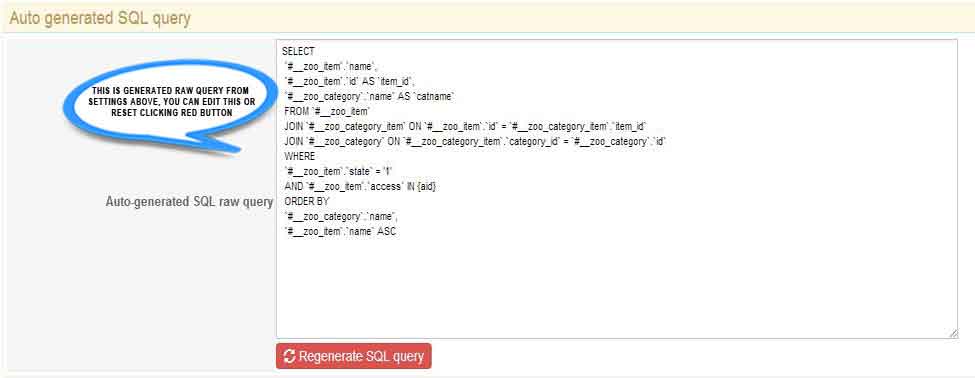 Auto generated SQL query
THIS IS GENERATED RAW QUERY FROM
SETTINGS ABOVE, YOU CAN EDIT THIS OR
RESET CLICKING RED BUTTON
Auto-generated SQL raw query
SELECT
`#__zoo_item`.`name`,
`#__zoo_item`.`id` AS `item_id`,
`#__zoo_category`.`name` AS `catname`
FROM `#__zoo_item`
JOIN `#__zoo_category_item` ON `#__zoo_item`.`id` = `#__zoo_category_item`.`item_id`
JOIN `#__zoo_category` ON `#__zoo_category_item`.`category_id` = `#__zoo_category`.`id`
WHERE
`#__zoo_item`.`state` = '1'
AND `#__zoo_item`.`access` IN {aid}
ORDER BY
`#__zoo_category`.`name`,
`#__zoo_item`.`name` ASC
Regenerate SQL query